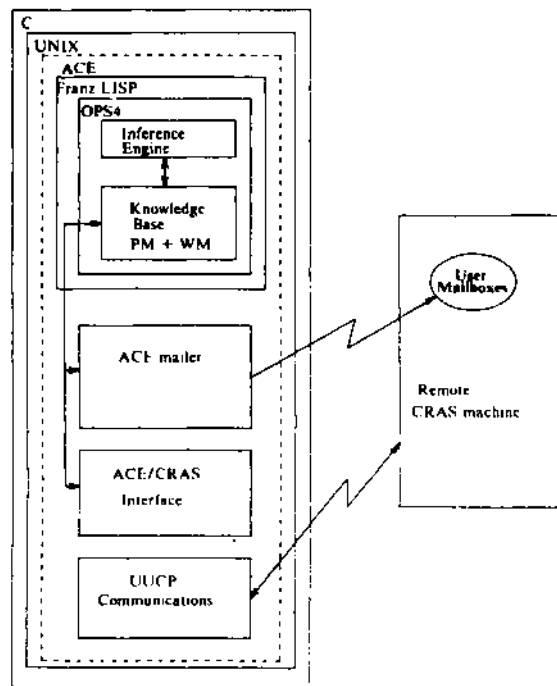 C
UNIX
ACE
Franz LISP
OPS4
Inference
Engine
Knowledge
Base
PM + WM
ACE mailer
ACE/CRAS
Interface
UUCP
Communications
User
Mailboxes
Remote
CRAS machine